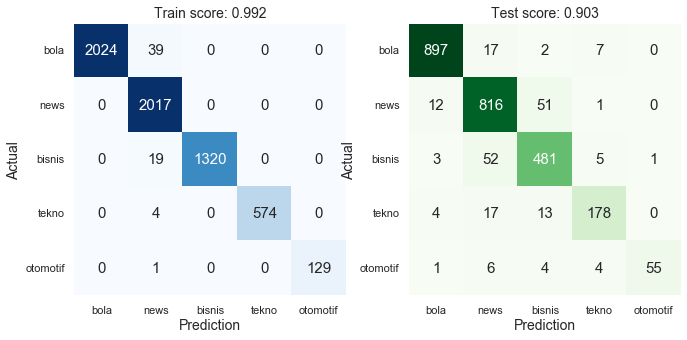 Train score: 0.992
bola 2024 39 0 0 0
news 0 2017 0 0 0
bisnis 0 19 1320 0 0
tekno 0 4 0 574 0
otomotif 0 1 0 0 129
bola news bisnis tekno otomotif
Prediction
Actual
Test score: 0.903
bola 897 17 2 7 0
news 12 816 51 1 0
bisnis 3 52 481 5 1
tekno 4 17 13 178 0
otomotif 1 6 4 4 55
bola news bisnis tekno otomotif
Prediction
Actual